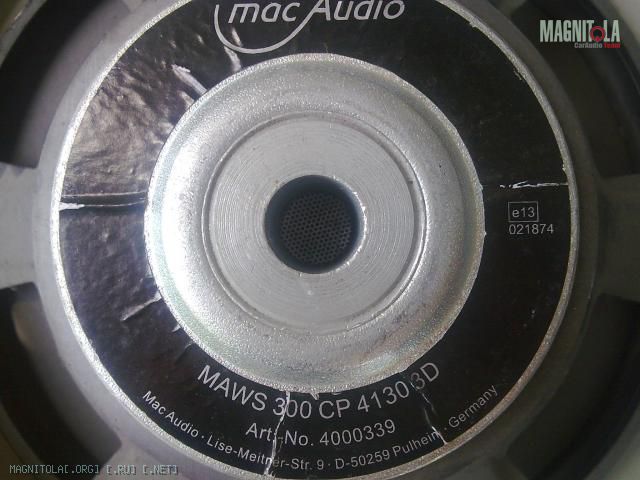 mac Audio
MAGNITOLA
CarAudio Team
e13
021874
MAWS 300 CP 4130 3D
Art.-No. 4000339
Mac Audio · Lise-Meitner-Str. 9 · D-50259 Pulheim · Germany
MAGNITOLA[.ORG] [.RU] [.NET]